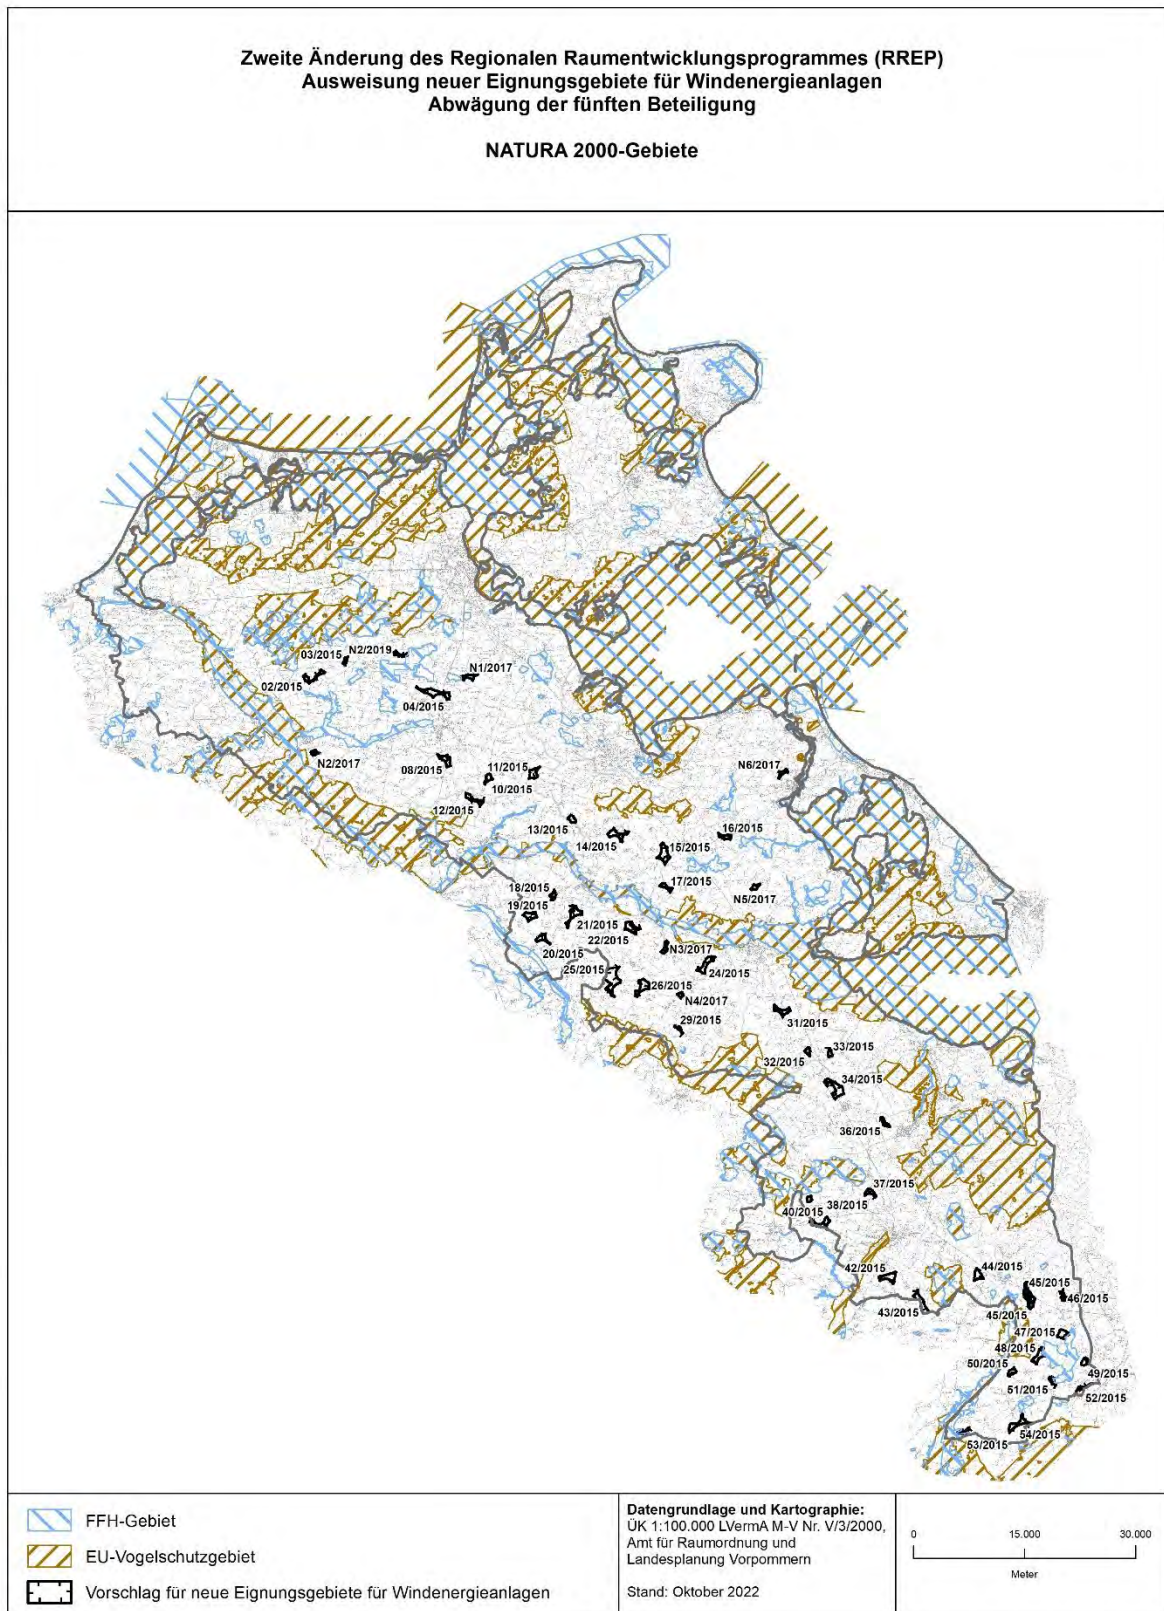 Zweite Änderung des Regionalen Raumentwicklungsprogrammes (RREP)
Ausweisung neuer Eignungsgebiete für Windenergieanlagen
Abwägung der fünften Beteiligung
NATURA 2000-Gebiete
03/2015
N2/2019
02/2015
N1/2017
04/2015
N2/2017
08/2015
11/2015
10/2015
N6/2017
12/2015
13/2015
14/2015
16/2015
15/2015
17/2015
N5/2017
18/2015
19/2015
21/2015
22/2015
20/2015
N3/2017
25/2015
24/2015
26/2015
N4/2017
29/2015
31/2015
32/2015
33/2015
34/2015
36/2015
37/2015
40/2015
38/2015
42/2015
44/2015
43/2015
45/2015
45/2015
46/2015
47/2015
48/2015
49/2015
50/2015
51/2015
52/2015
53/2015
54/2015
FFH-Gebiet
EU-Vogelschutzgebiet
Vorschlag für neue Eignungsgebiete für Windenergieanlagen
Datengrundlage und Kartographie:
ÜK 1:100.000 LVermA M-V Nr. V/3/2000,
Amt für Raumordnung und
Landesplanung Vorpommern
Stand: Oktober 2022
0 15.000 30.000
Meter